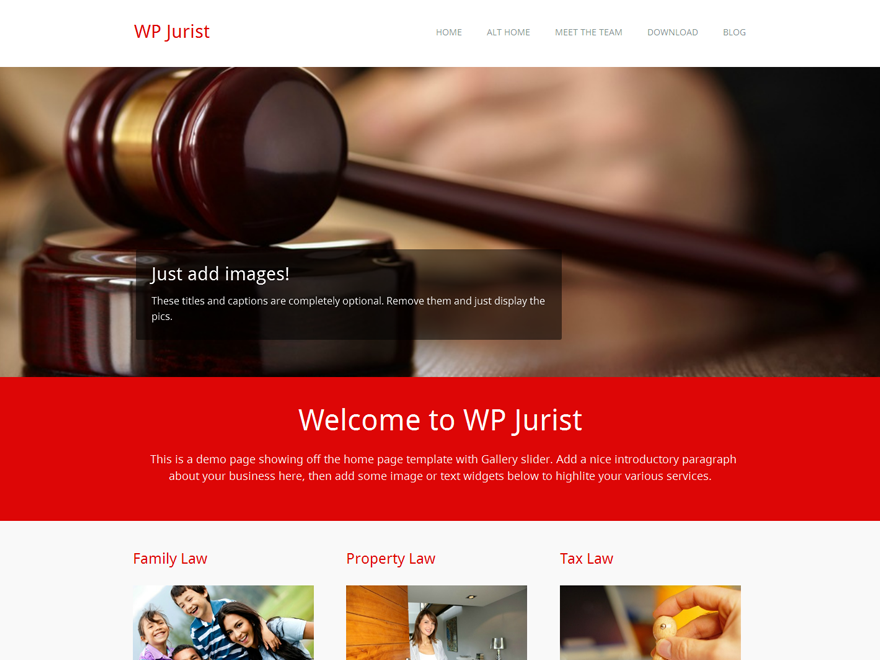 WP Jurist
HOME ALT HOME MEET THE TEAM DOWNLOAD BLOG
Just add images!
These titles and captions are completely optional. Remove them and just display the
pics.
Welcome to WP Jurist
This is a demo page showing off the home page template with Gallery slider. Add a nice introductory paragraph
about your business here, then add some image or text widgets below to highlite your various services.
Family Law Property Law Tax Law